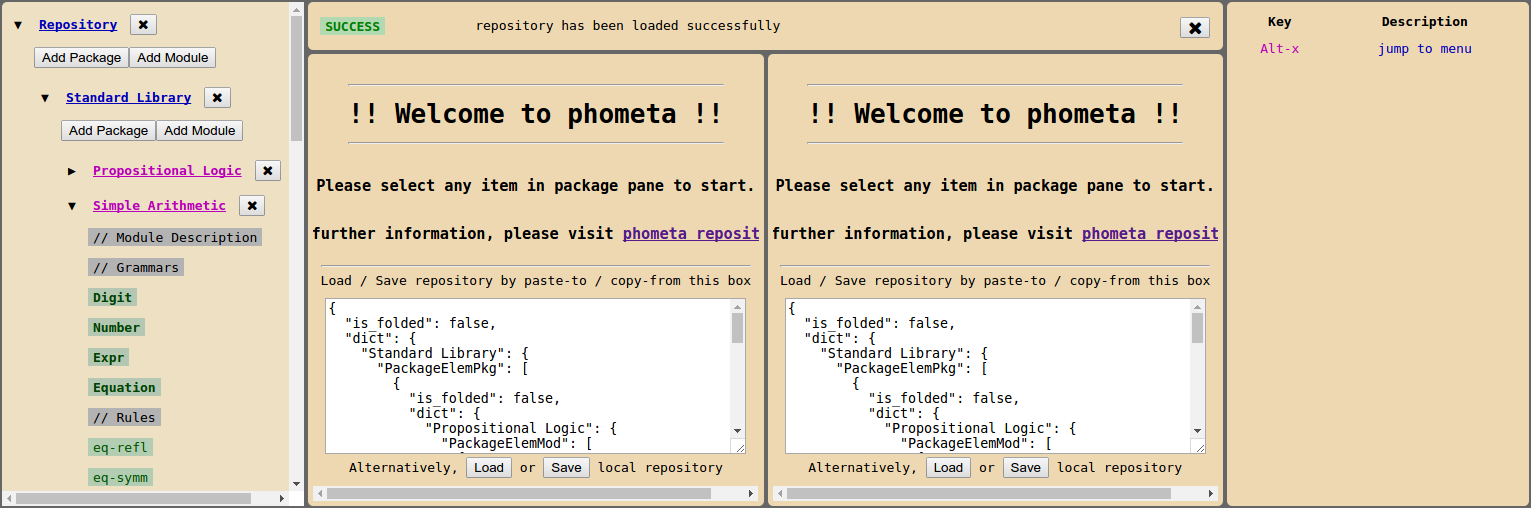 ▼ Repository ✖
Add Package Add Module
▼ Standard Library ✖
Add Package Add Module
▶ Propositional Logic ✖
▼ Simple Arithmetic ✖
// Module Description
// Grammars
Digit
Number
Expr
Equation
// Rules
eq-refl
eq-symm
SUCCESS repository has been loaded successfully ✖
!! Welcome to phometa !!
Please select any item in package pane to start.
further information, please visit phometa reposit
Load / Save repository by paste-to / copy-from this box
{
"is_folded": false,
"dict": {
"Standard Library": {
"PackageElemPkg": [
{
"is_folded": false,
"dict": {
"Propositional Logic": {
"PackageElemMod": [
Alternatively, Load or Save local repository
!! Welcome to phometa !!
Please select any item in package pane to start.
further information, please visit phometa reposit
Load / Save repository by paste-to / copy-from this box
{
"is_folded": false,
"dict": {
"Standard Library": {
"PackageElemPkg": [
{
"is_folded": false,
"dict": {
"Propositional Logic": {
"PackageElemMod": [
Alternatively, Load or Save local repository
Key Description
Alt-x jump to menu